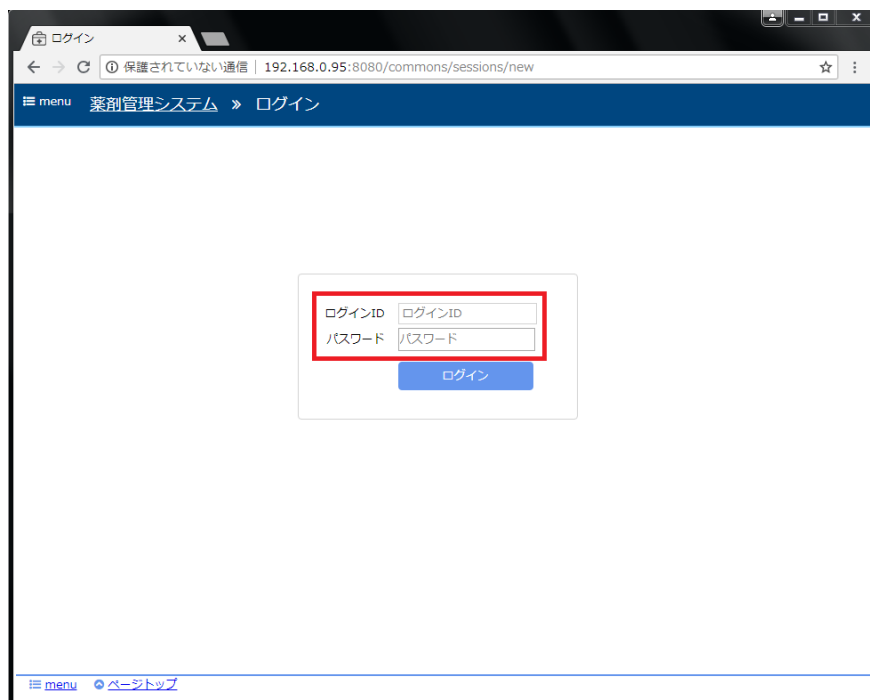 ログイン
保護されていない通信 | 192.168.0.95:8080/commons/sessions/new
menu 薬剤管理システム » ログイン
ログインID ログインID
パスワード パスワード
ログイン
menu ページトップ